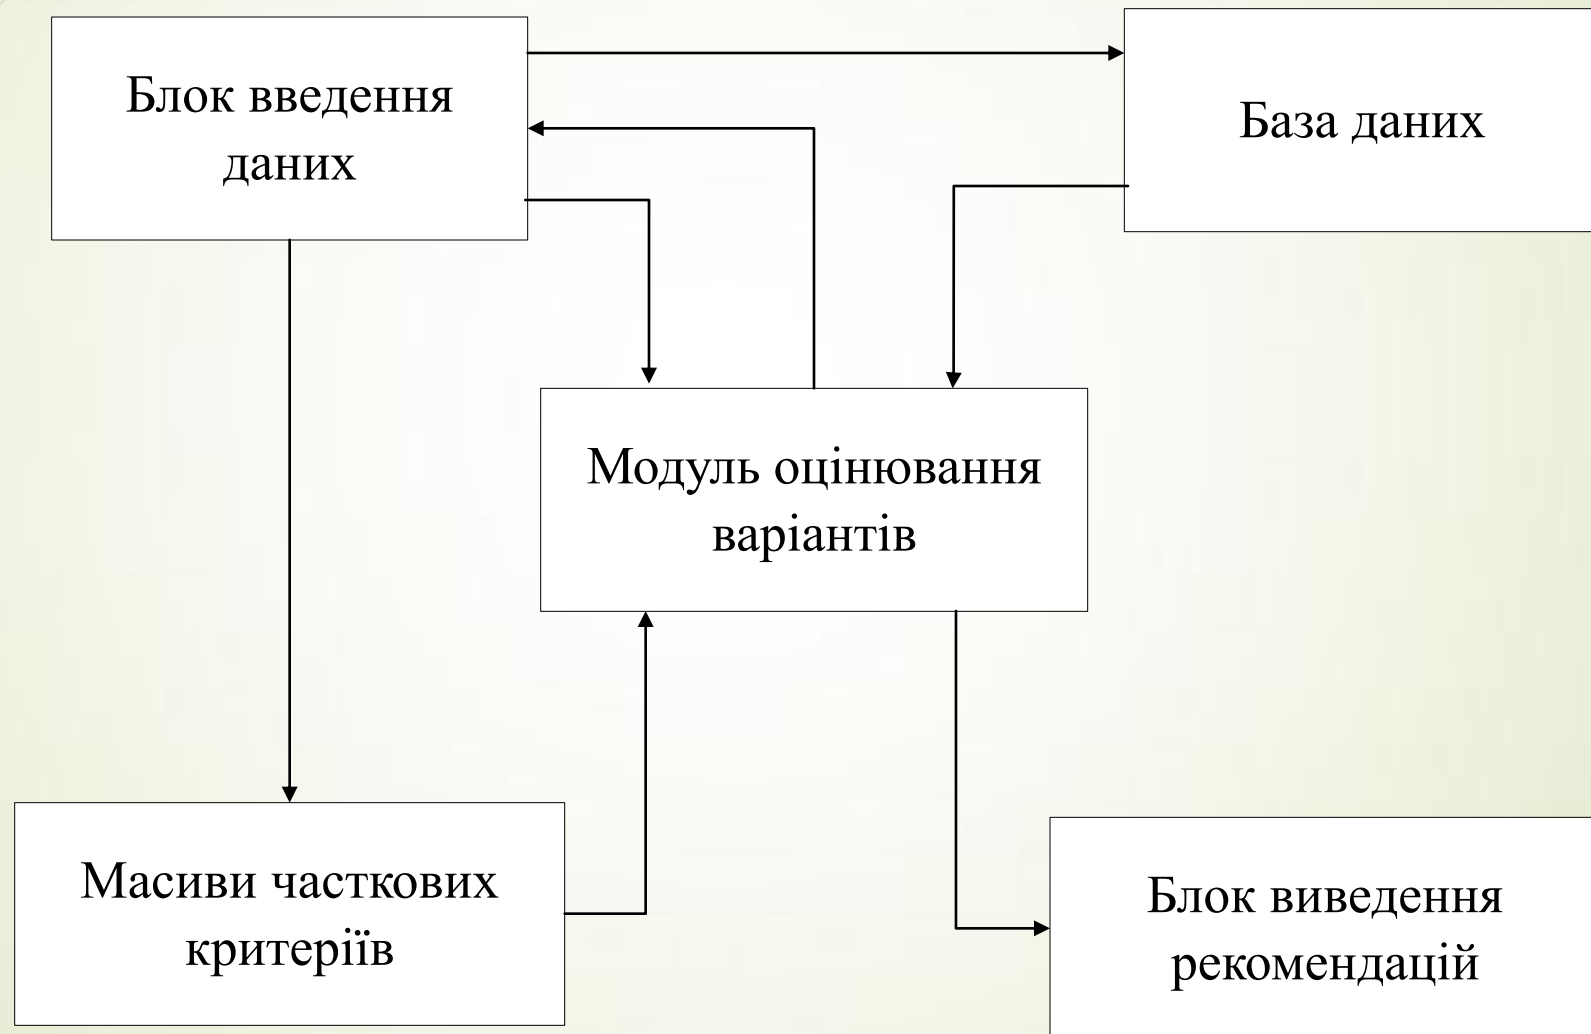 Блок введення
даних
База даних
Модуль оцінювання
варіантів
Масиви часткових
критеріїв
Блок виведення
рекомендацій